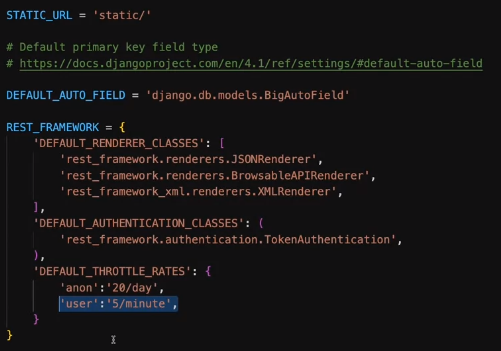 STATIC_URL = 'static/'
# Default primary key field type
# https://docs.djangoproject.com/en/4.1/ref/settings/#default-auto-field
DEFAULT_AUTO_FIELD = 'django.db.models.BigAutoField'
REST_FRAMEWORK = {
    'DEFAULT_RENDERER_CLASSES': [
        'rest_framework.renderers.JSONRenderer',
        'rest_framework.renderers.BrowsableAPIRenderer',
        'rest_framework_xml.renderers.XMLRenderer',
    ],
    'DEFAULT_AUTHENTICATION_CLASSES': (
        'rest_framework.authentication.TokenAuthentication',
    ),
    'DEFAULT_THROTTLE_RATES': {
        'anon':'20/day',
        'user':'5/minute',
    }
}